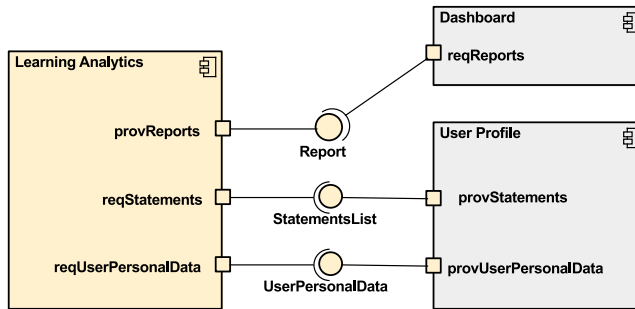 Dashboard
reqReports
Learning Analytics
provReports
Report
User Profile
reqStatements
StatementsList
provStatements
reqUserPersonalData
UserPersonalData
provUserPersonalData